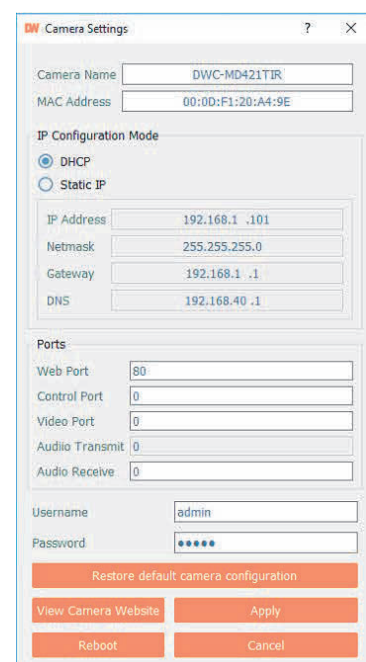 DW Camera Settings ? ×
Camera Name DWC-MD421TIR
MAC Address 00:0D:F1:20:A4:9E
IP Configuration Mode
DHCP
Static IP
IP Address 192.168.1 .101
Netmask 255.255.255.0
Gateway 192.168.1 .1
DNS 192.168.40 .1
Ports
Web Port 80
Control Port 0
Video Port 0
Audiio Transmit 0
Audio Receive 0
Username admin
Password •••••
Restore default camera configuration
View Camera Website Apply
Reboot Cancel